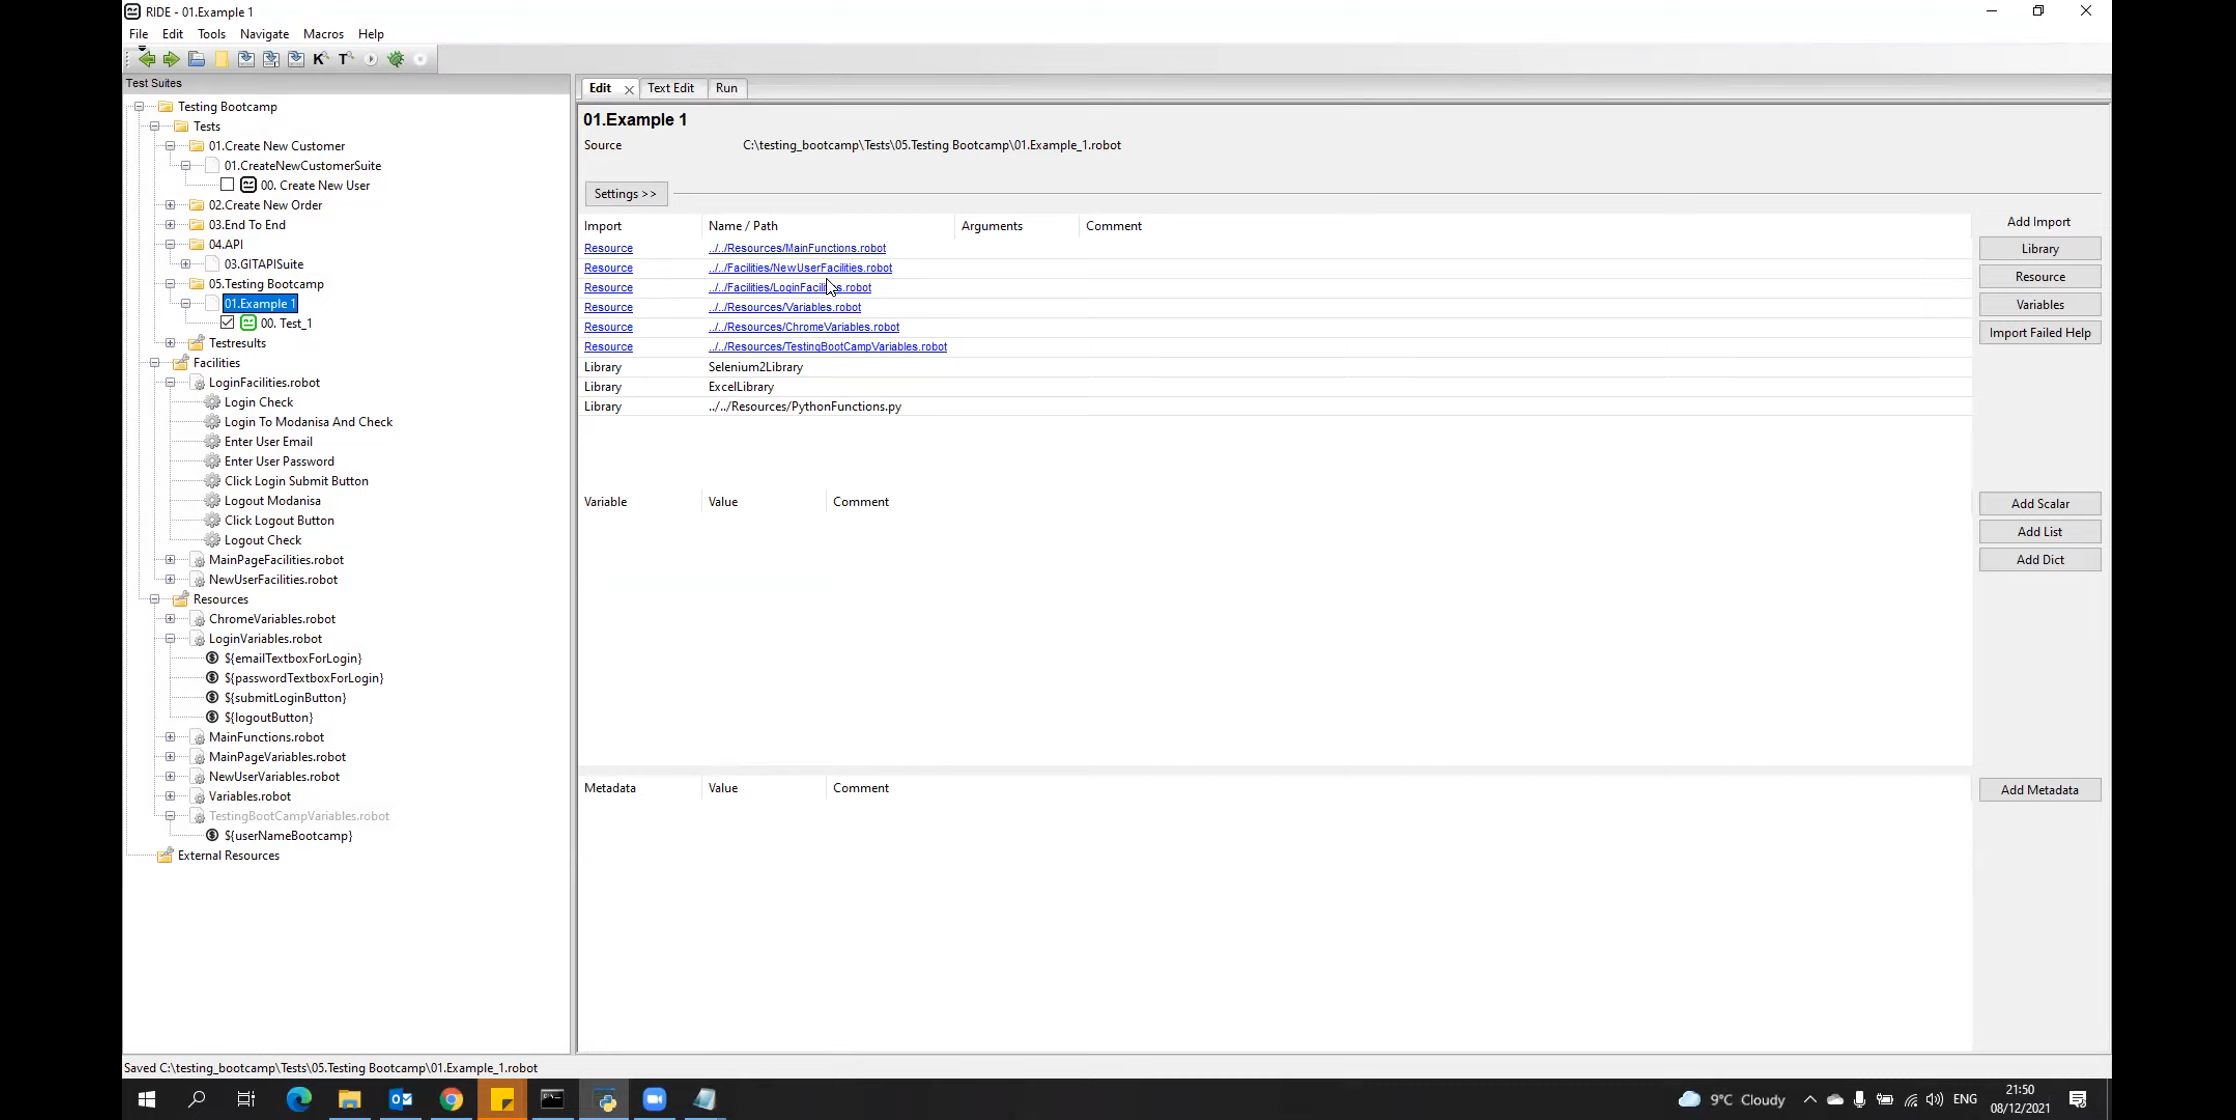 RIDE - 01.Example 1
File Edit Tools Navigate Macros Help
Test Suites
Testing Bootcamp
Tests
01.Create New Customer
01.CreateNewCustomerSuite
00. Create New User
02.Create New Order
03.End To End
04.API
03.GITAPISuite
05.Testing Bootcamp
01.Example 1
00. Test_1
Testresults
Facilities
LoginFacilities.robot
Login Check
Login To Modanisa And Check
Enter User Email
Enter User Password
Click Login Submit Button
Logout Modanisa
Click Logout Button
Logout Check
MainPageFacilities.robot
NewUserFacilities.robot
Resources
ChromeVariables.robot
LoginVariables.robot
${emailTextboxForLogin}
${passwordTextboxForLogin}
${submitLoginButton}
${logoutButton}
MainFunctions.robot
MainPageVariables.robot
NewUserVariables.robot
Variables.robot
TestingBootCampVariables.robot
${userNameBootcamp}
External Resources
Edit Text Edit Run
01.Example 1
Source C:\testing_bootcamp\Tests\05.Testing Bootcamp\01.Example_1.robot
Settings >>
Import Name / Path Arguments Comment
Resource ../../Resources/MainFunctions.robot
Resource ../../Facilities/NewUserFacilities.robot
Resource ../../Facilities/LoginFacilities.robot
Resource ../../Resources/Variables.robot
Resource ../../Resources/ChromeVariables.robot
Resource ../../Resources/TestingBootCampVariables.robot
Library Selenium2Library
Library ExcelLibrary
Library ../../Resources/PythonFunctions.py
Add Import
Library
Resource
Variables
Import Failed Help
Variable Value Comment
Add Scalar
Add List
Add Dict
Metadata Value Comment
Add Metadata
Saved C:\testing_bootcamp\Tests\05.Testing Bootcamp\01.Example_1.robot
9°C Cloudy ENG
21:50
08/12/2021